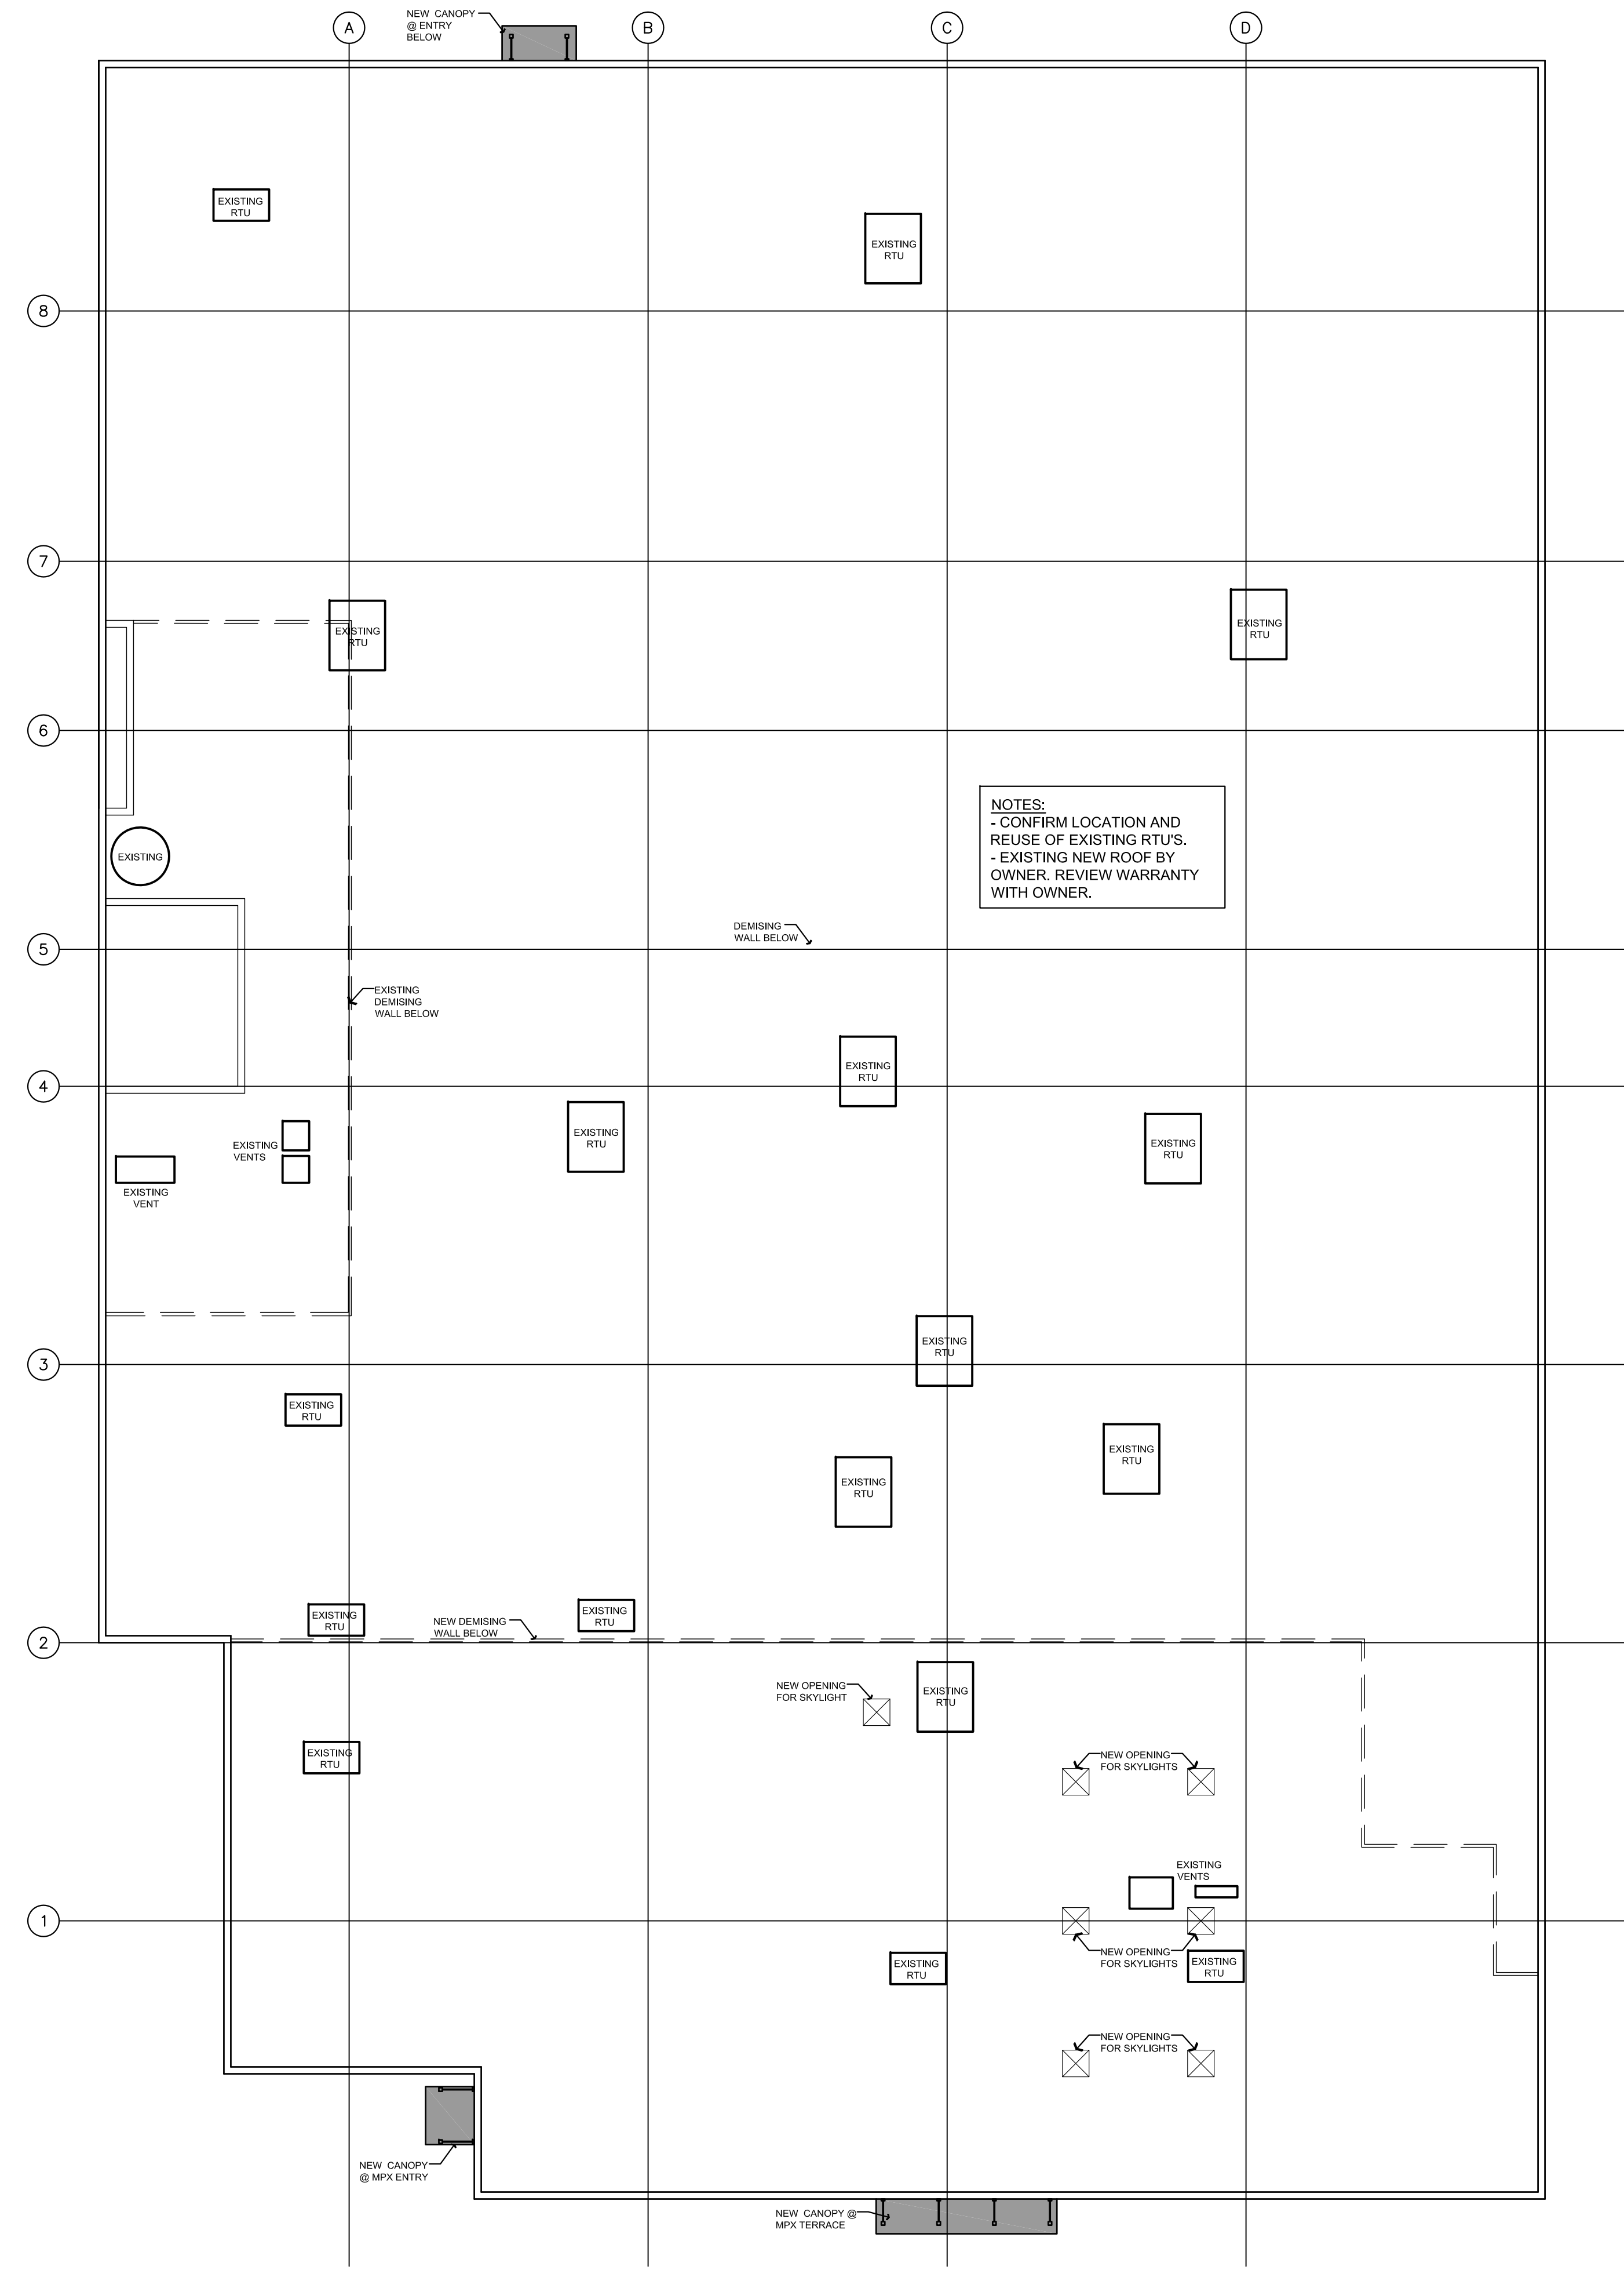 NEW  CANOPY
@ ENTRY
BELOW
A
B
C
D
EXISTING
RTU
EXISTING
RTU
8
7
EXISTING
RTU
EXISTING
RTU
6
NOTES:
- CONFIRM LOCATION AND
REUSE OF EXISTING RTU'S.
- EXISTING NEW ROOF BY
OWNER. REVIEW WARRANTY
WITH OWNER.
EXISTING
DEMISING
WALL BELOW
5
EXISTING
DEMISING
WALL BELOW
EXISTING
RTU
4
EXISTING
VENTS
EXISTING
RTU
EXISTING
RTU
EXISTING
VENT
EXISTING
RTU
3
EXISTING
RTU
EXISTING
RTU
EXISTING
RTU
EXISTING
RTU
NEW DEMISING
WALL BELOW
EXISTING
RTU
2
NEW OPENING
FOR SKYLIGHT
EXISTING
RTU
EXISTING
RTU
NEW OPENING
FOR SKYLIGHTS
EXISTING
VENTS
1
NEW OPENING
FOR SKYLIGHTS
EXISTING
RTU
EXISTING
RTU
NEW OPENING
FOR SKYLIGHTS
NEW  CANOPY
@ MPX ENTRY
NEW  CANOPY @
MPX TERRACE